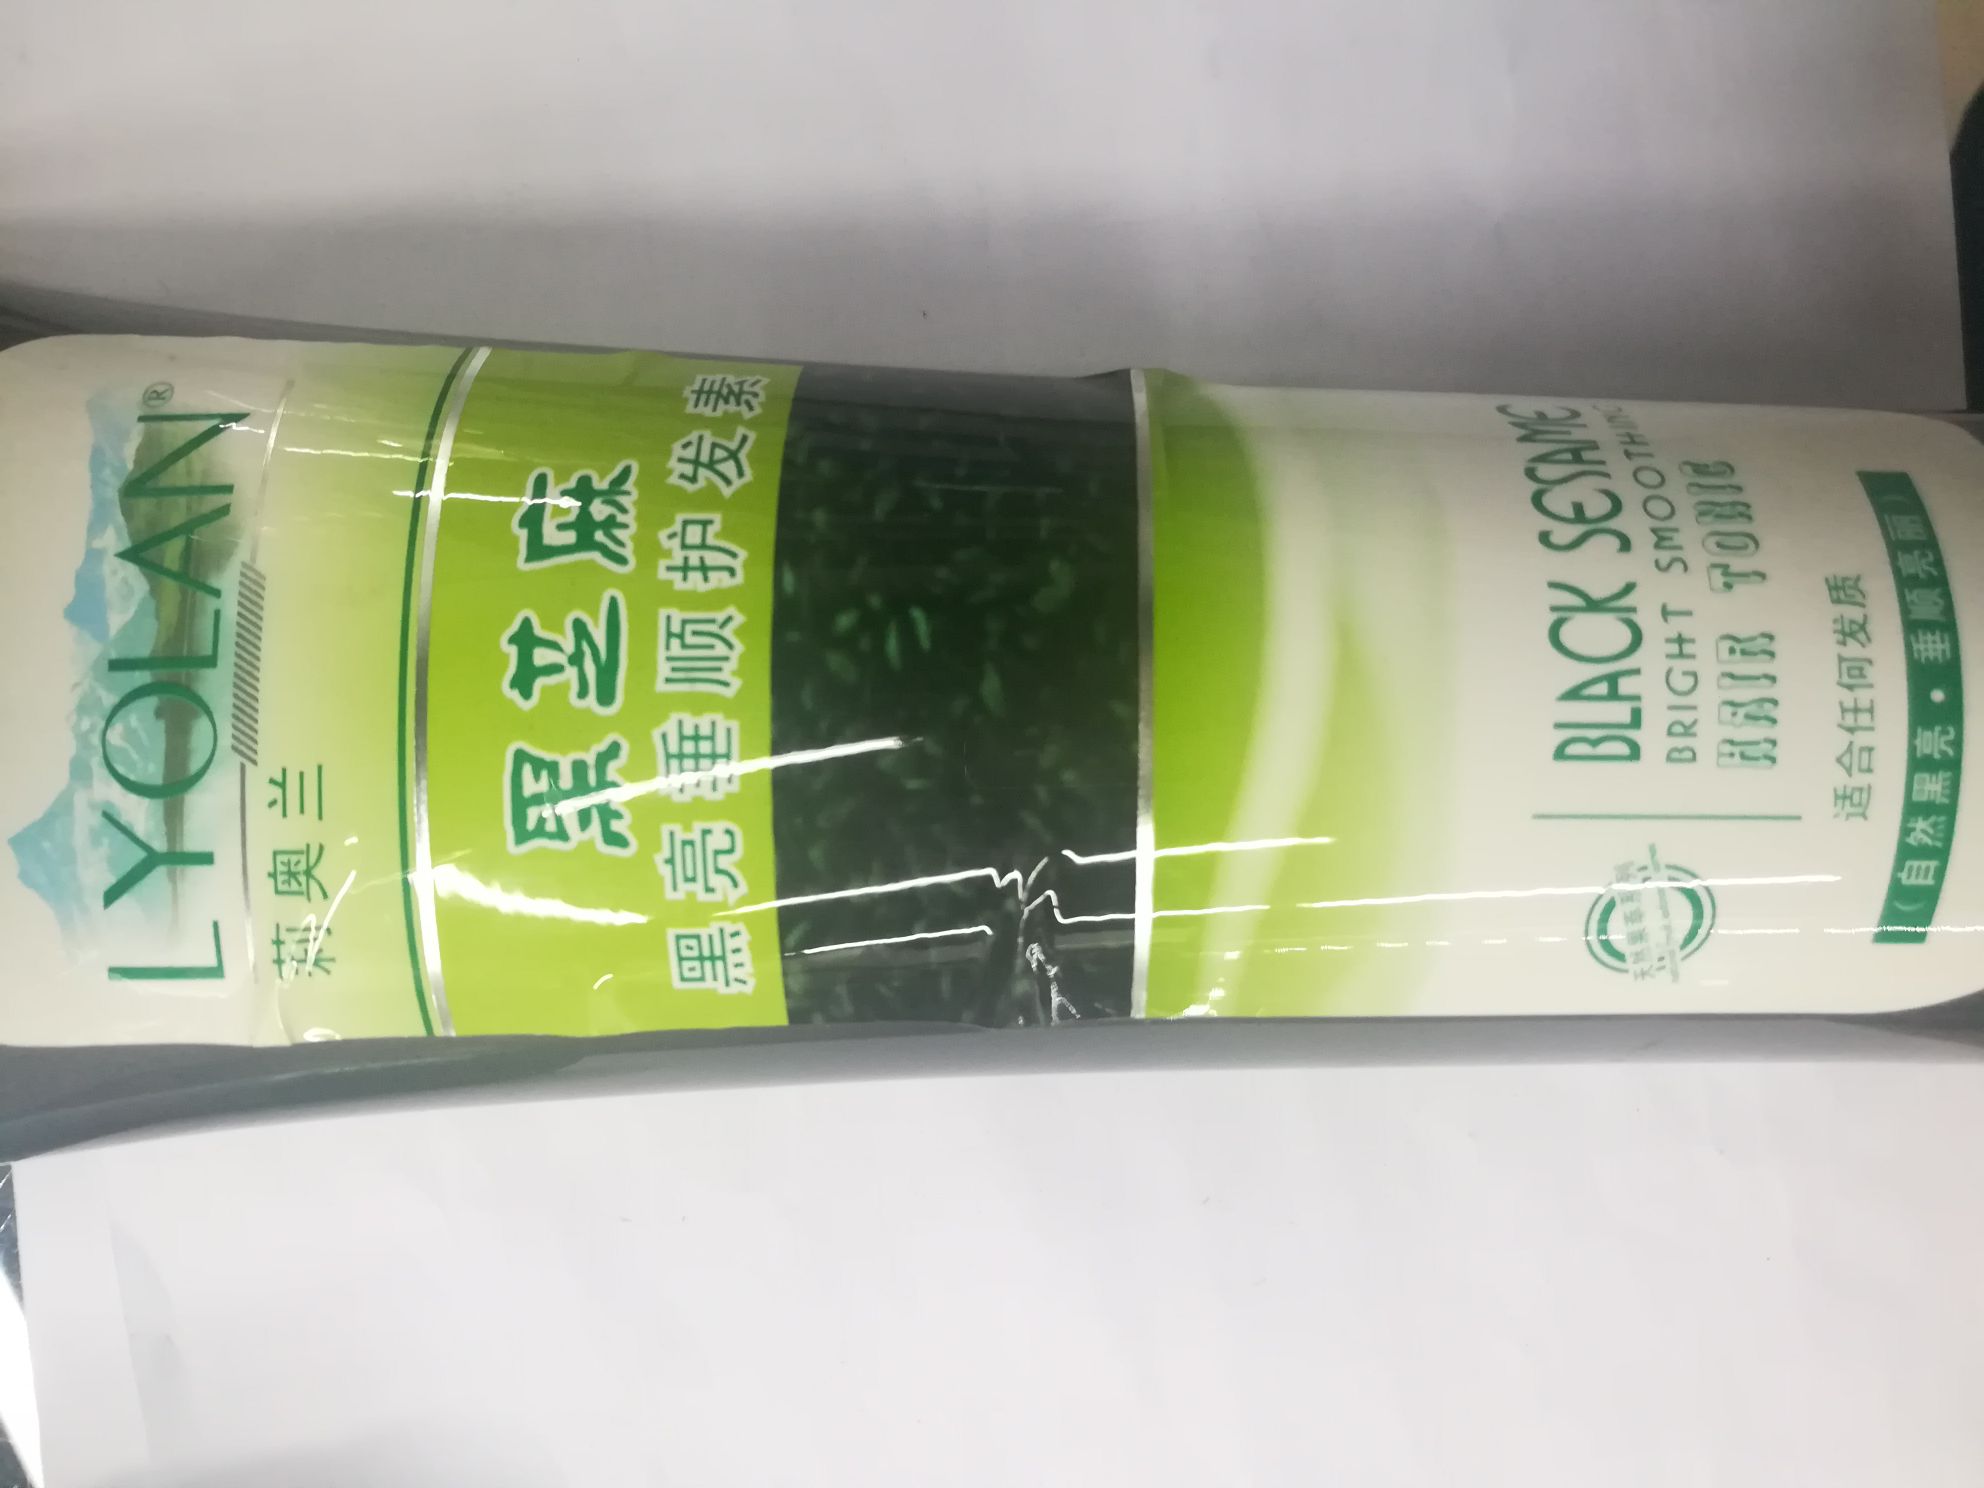 LYOLAN®
莉奥兰
黑芝麻
黑亮垂顺护发素
BLACK SESAME
BRIGHT SMOOTHING
HAIR TONIC
适合任何发质
（自然黑亮·垂顺亮丽）